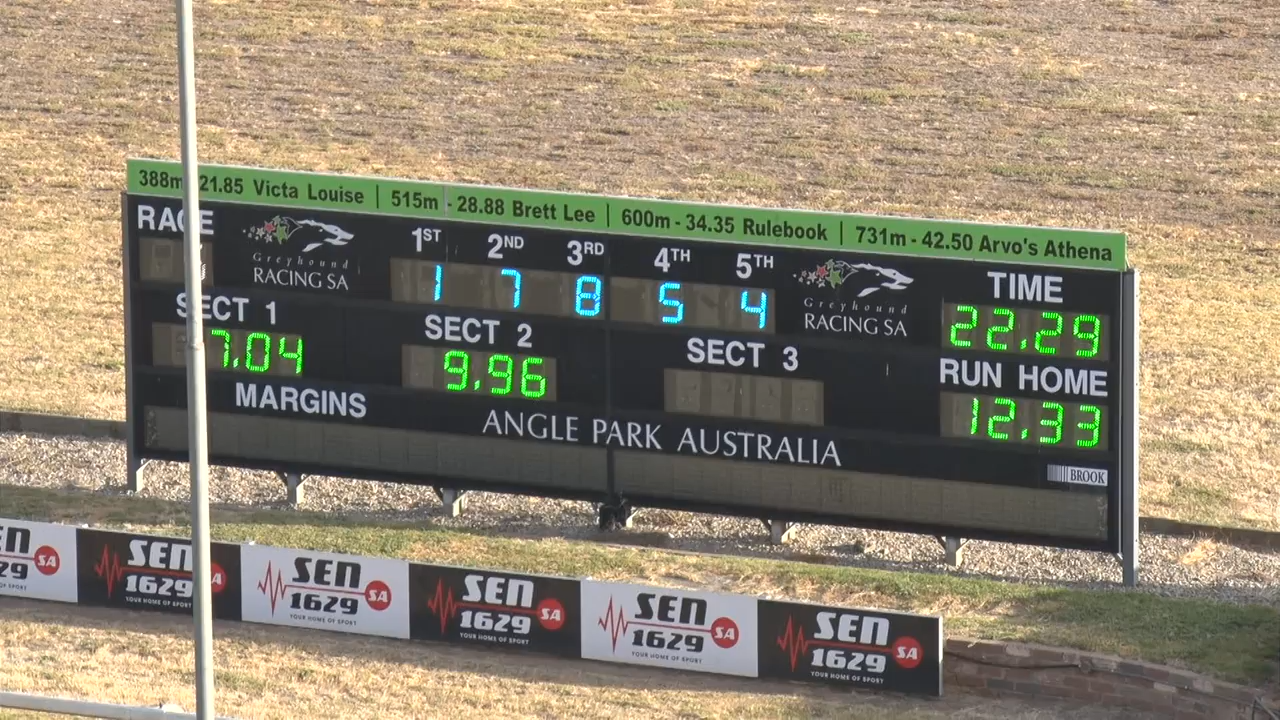 388m 21.85 Victa Louise | 515m - 28.88 Brett Lee | 600m - 34.35 Rulebook | 731m - 42.50 Arvo's Athena
RACE
Greyhound
RACING SA
1ST 2ND 3RD 4TH 5TH
1 7 8 5 4
Greyhound
RACING SA
TIME
22.29
SECT 1
7.04
SECT 2
9.96
SECT 3
RUN HOME
12.33
MARGINS
ANGLE PARK AUSTRALIA
BROOK
EN
29
SA
SEN
1629
A
YOUR HOME OF SPORT
SEN
1629
SA
YOUR HOME OF SPORT
SEN
1629
SA
YOUR HOME OF SPORT
SEN
1629
SA
YOUR HOME OF SPORT
SEN
1629
SA
YOUR HOME OF SPORT